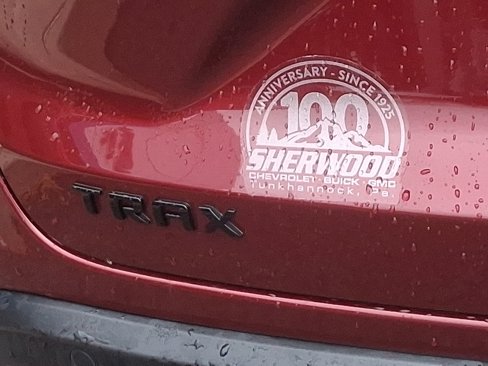 ANNIVERSARY - SINCE 1925
100
SHERWOOD
CHEVROLET · BUICK · GMC
Tunkhannock, Pa.
TRAX